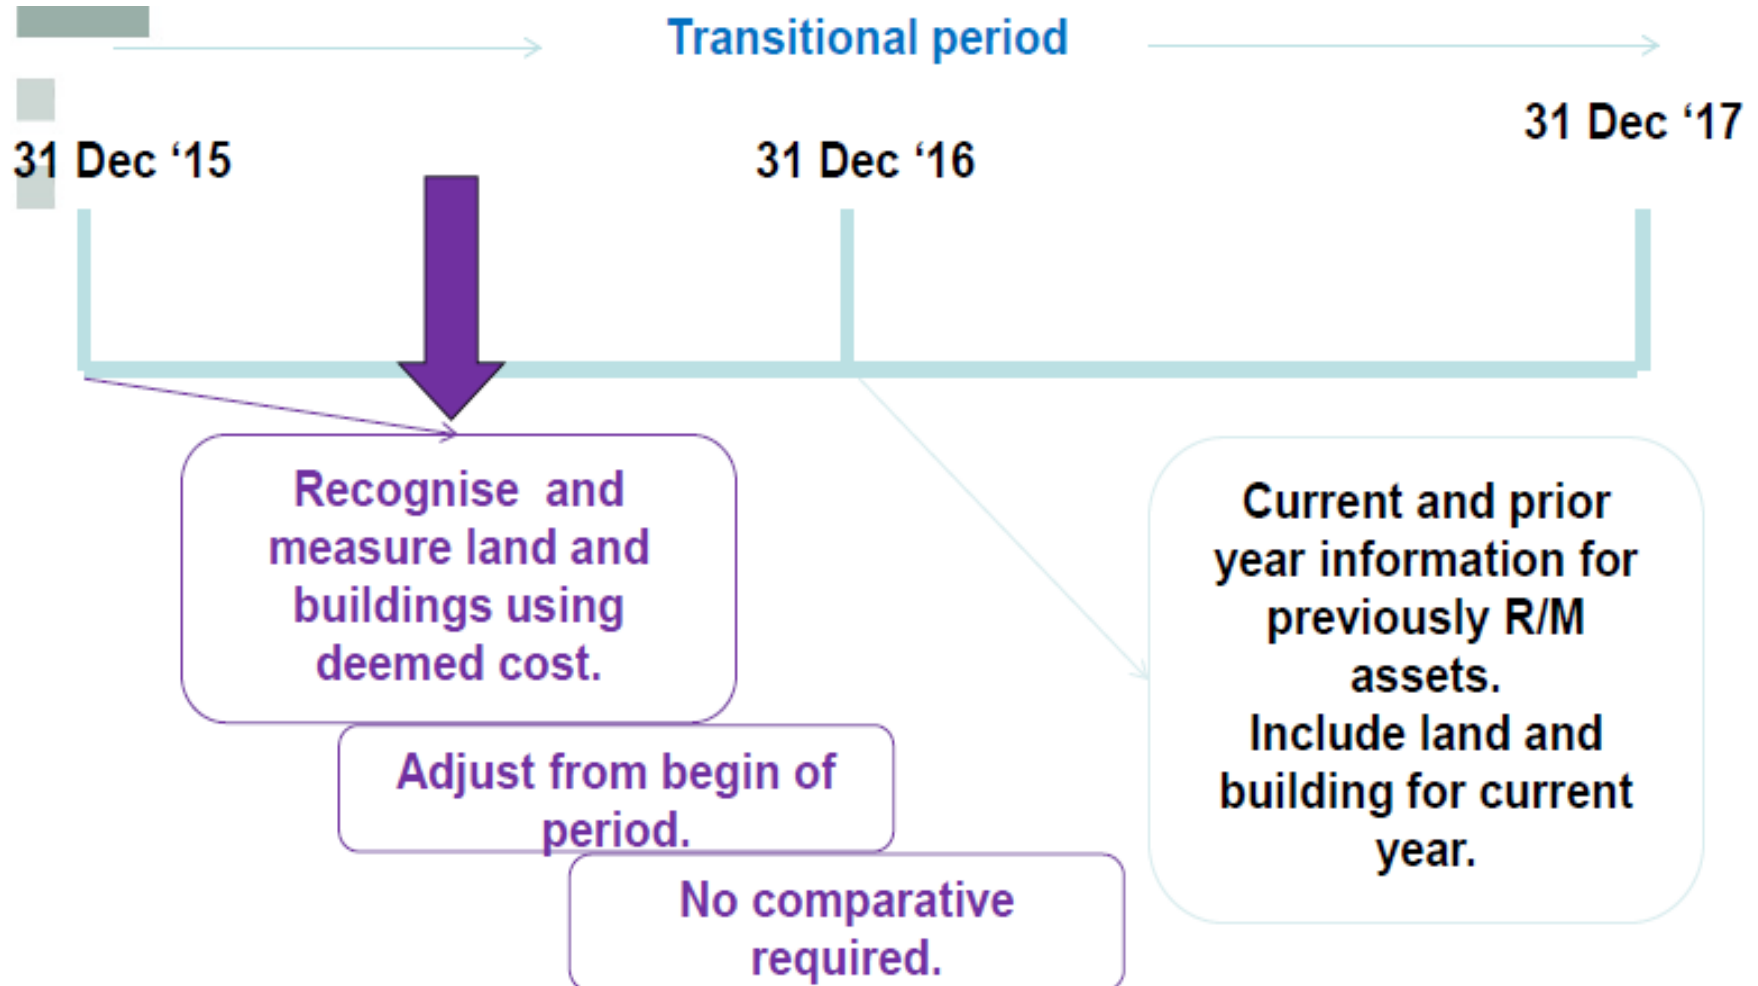 Transitional period
31 Dec ‘15
31 Dec ‘16
31 Dec ‘17
Recognise and
measure land and
buildings using
deemed cost.
Adjust from begin of
period.
No comparative
required.
Current and prior
year information for
previously R/M
assets.
Include land and
building for current
year.